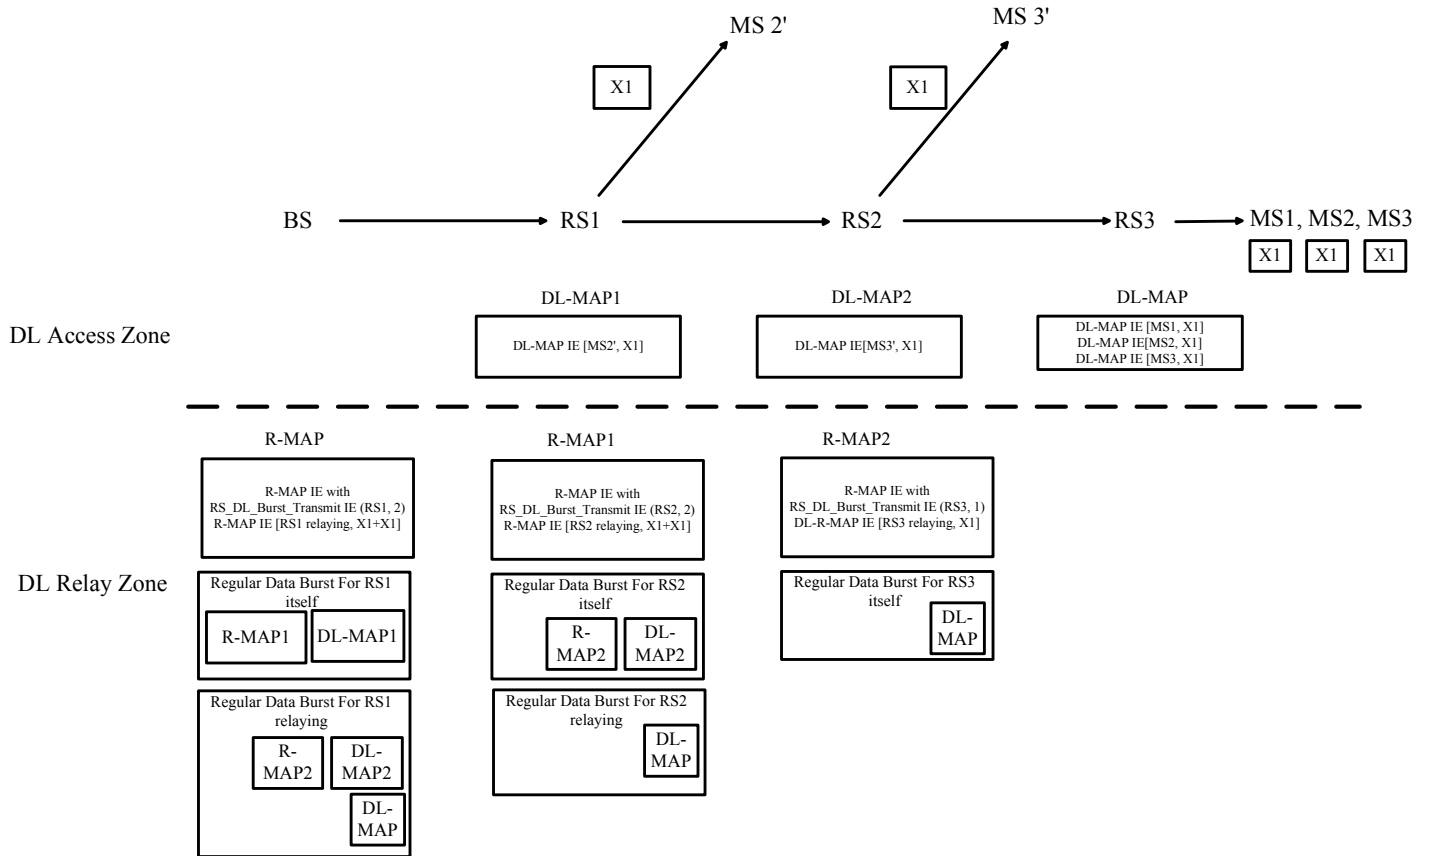 MS 2'
MS 3'
X1
X1
BS
RS1
RS2
RS3
MS1, MS2, MS3
X1
X1
X1
DL Access Zone
DL-MAP1
DL-MAP IE [MS2', X1]
DL-MAP2
DL-MAP IE[MS3', X1]
DL-MAP
DL-MAP IE [MS1, X1]
DL-MAP IE[MS2, X1]
DL-MAP IE [MS3, X1]
DL Relay Zone
R-MAP
R-MAP IE with
RS_DL_Burst_Transmit IE (RS1, 2)
R-MAP IE [RS1 relaying, X1+X1]
Regular Data Burst For RS1
itself
R-MAP1
DL-MAP1
Regular Data Burst For RS1
relaying
R-
MAP2
DL-
MAP2
DL-
MAP
R-MAP1
R-MAP IE with
RS_DL_Burst_Transmit IE (RS2, 2)
R-MAP IE [RS2 relaying, X1+X1]
Regular Data Burst For RS2
itself
R-
MAP2
DL-
MAP2
Regular Data Burst For RS2
relaying
DL-
MAP
R-MAP2
R-MAP IE with
RS_DL_Burst_Transmit IE (RS3, 1)
DL-R-MAP IE [RS3 relaying, X1]
Regular Data Burst For RS3
itself
DL-
MAP